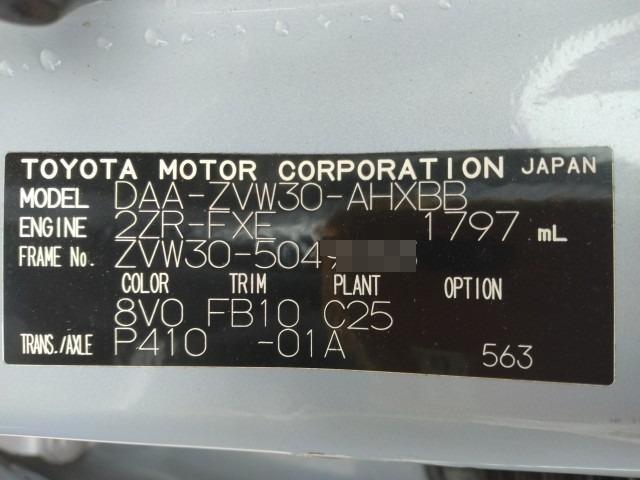 TOYOTA MOTOR CORPORATION JAPAN
MODEL DAA-ZVW30-AHXBB
ENGINE 2ZR-FXE 1797 mL
FRAME No. ZVW30-504
COLOR TRIM PLANT OPTION
8V0 FB10 C25
TRANS./AXLE P410 -01A 563